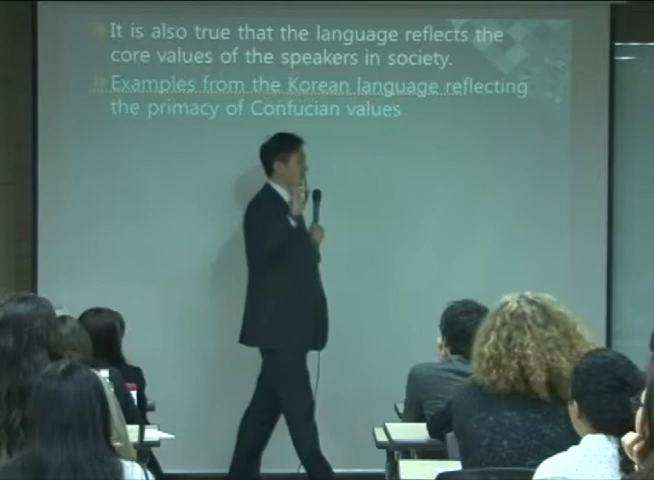 It is also true that the language reflects the
core values of the speakers in society.
Examples from the Korean language reflecting
the primacy of Confucian values